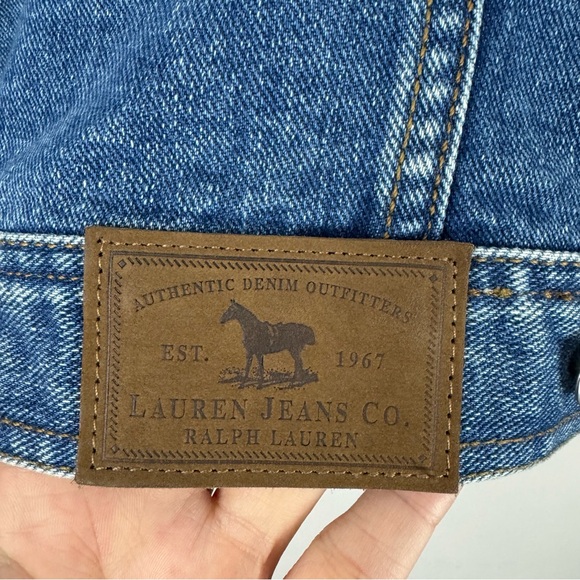 AUTHENTIC DENIM OUTFITTERS
EST. 1967
LAUREN JEANS CO.
RALPH LAUREN